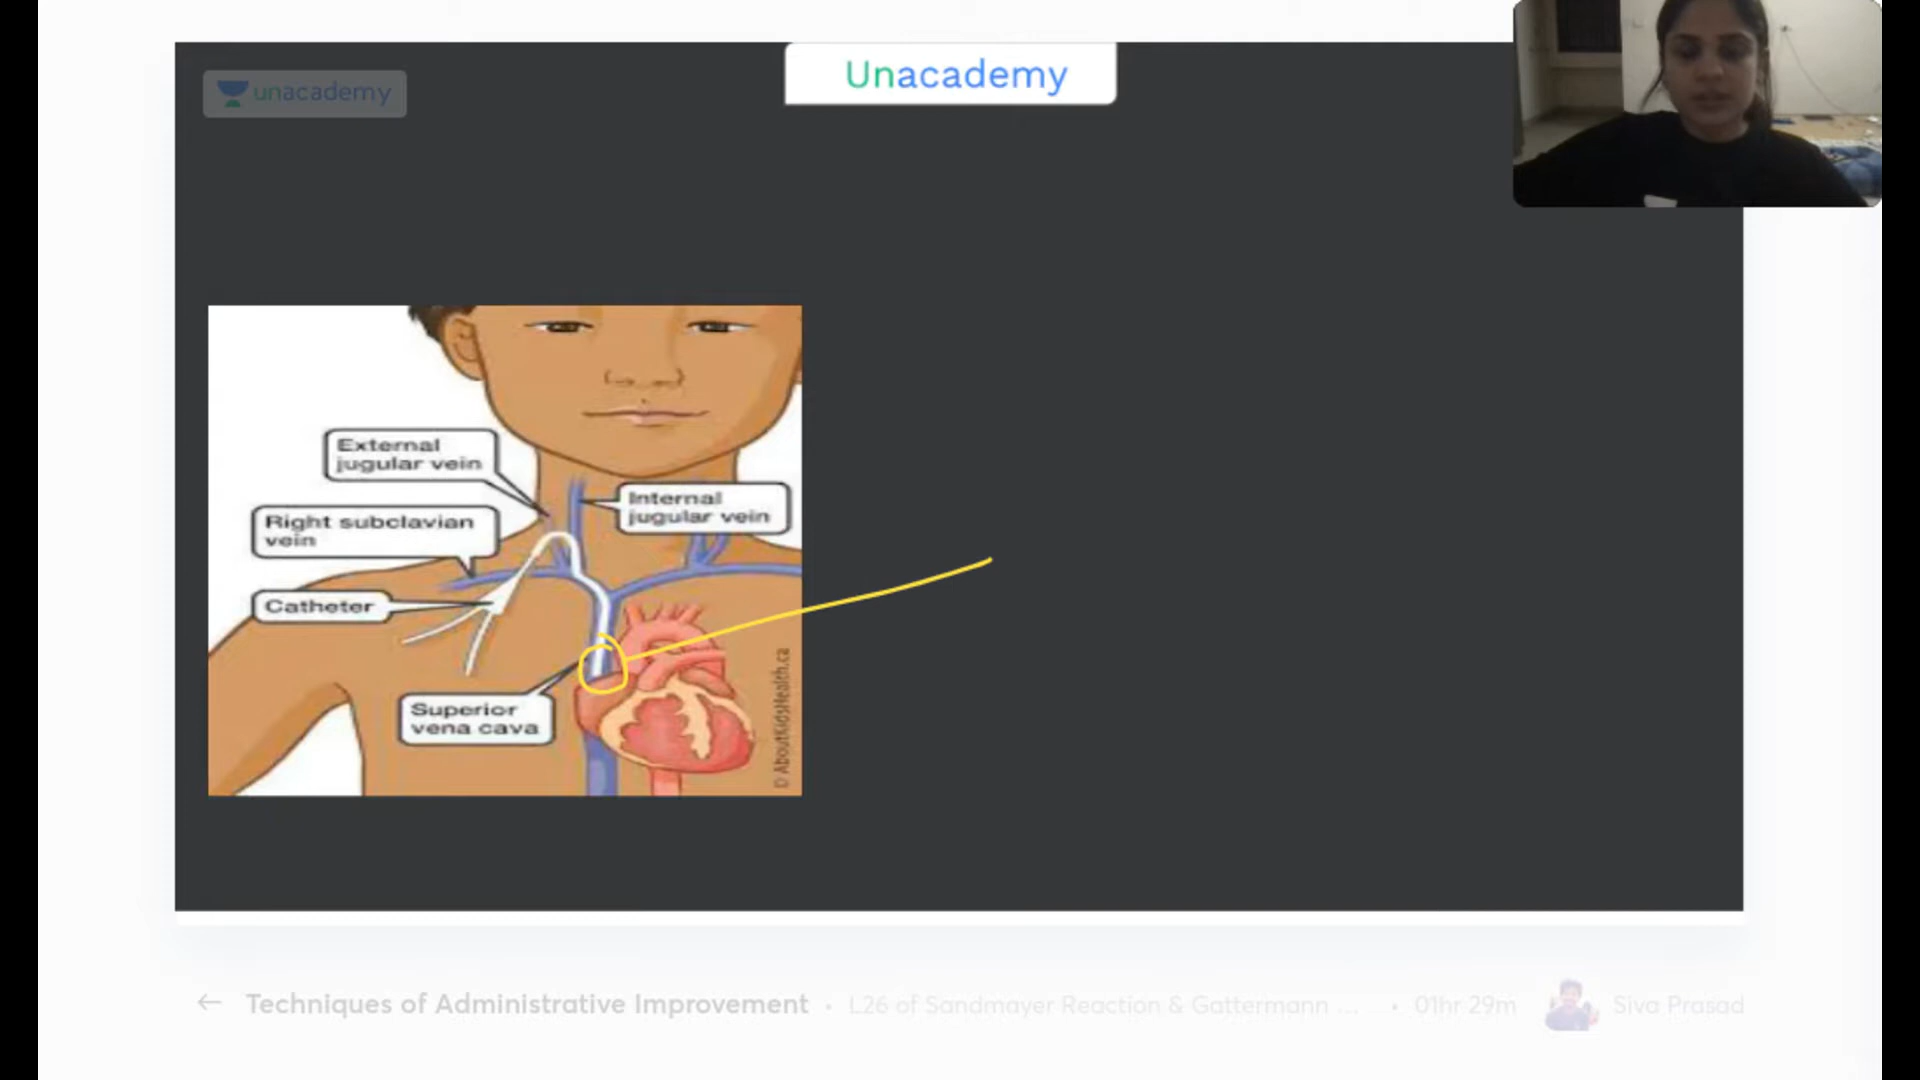 unacademy
Unacademy
External
jugular vein
Internal
jugular vein
Right subclavian
vein
Catheter
Superior
vena cava
© AboutKidsHealth.ca
← Techniques of Administrative Improvement • L26 of Sandmayer Reaction & Gattermann ... • 01hr 29m Siva Prasad